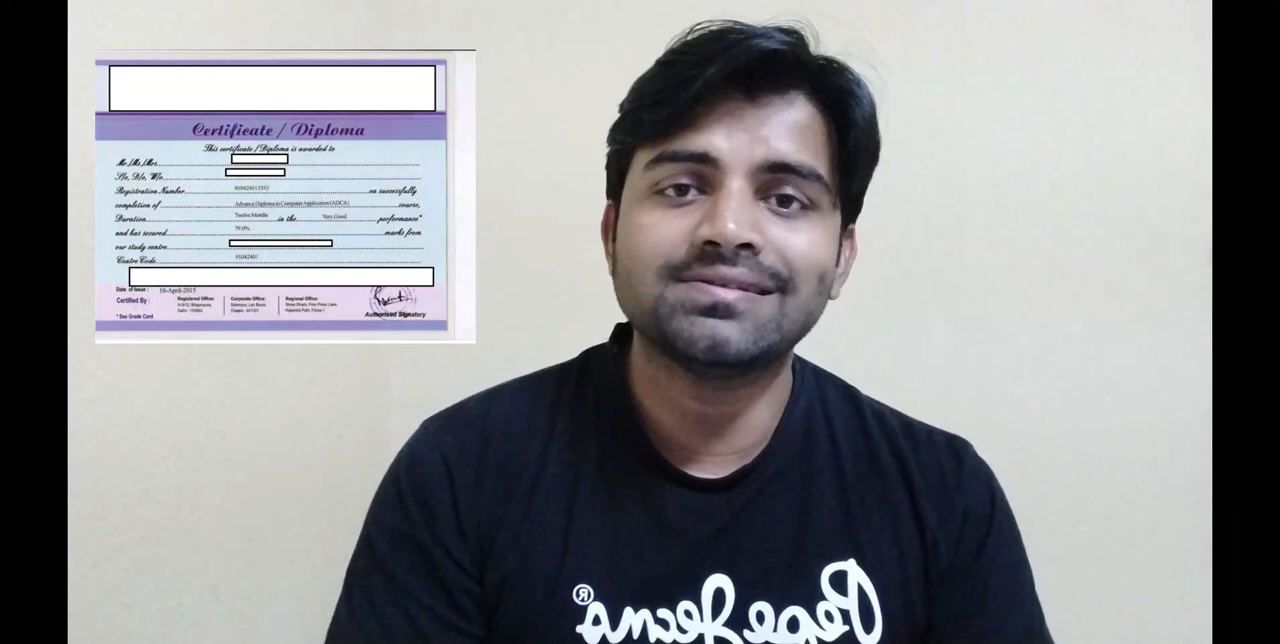 Certificate / Diploma
This certificate/Diploma is awarded to
Mr./Ms./Mrs.
S/o, D/o, W/o
Registration Number 910424013553 on successfully
completion of Advance Diploma in Computer Application (ADCA) course,
Duration Twelve Months in the Very Good performance*
and has secured 79.0% marks from
our study centre
Centre Code 91042401
Date of Issue : 10-April-2015
Certified By : Registered Office: Corporate Office: Regional Office:
* See Grade Card
Authorized Signatory
Pepe Jeans®